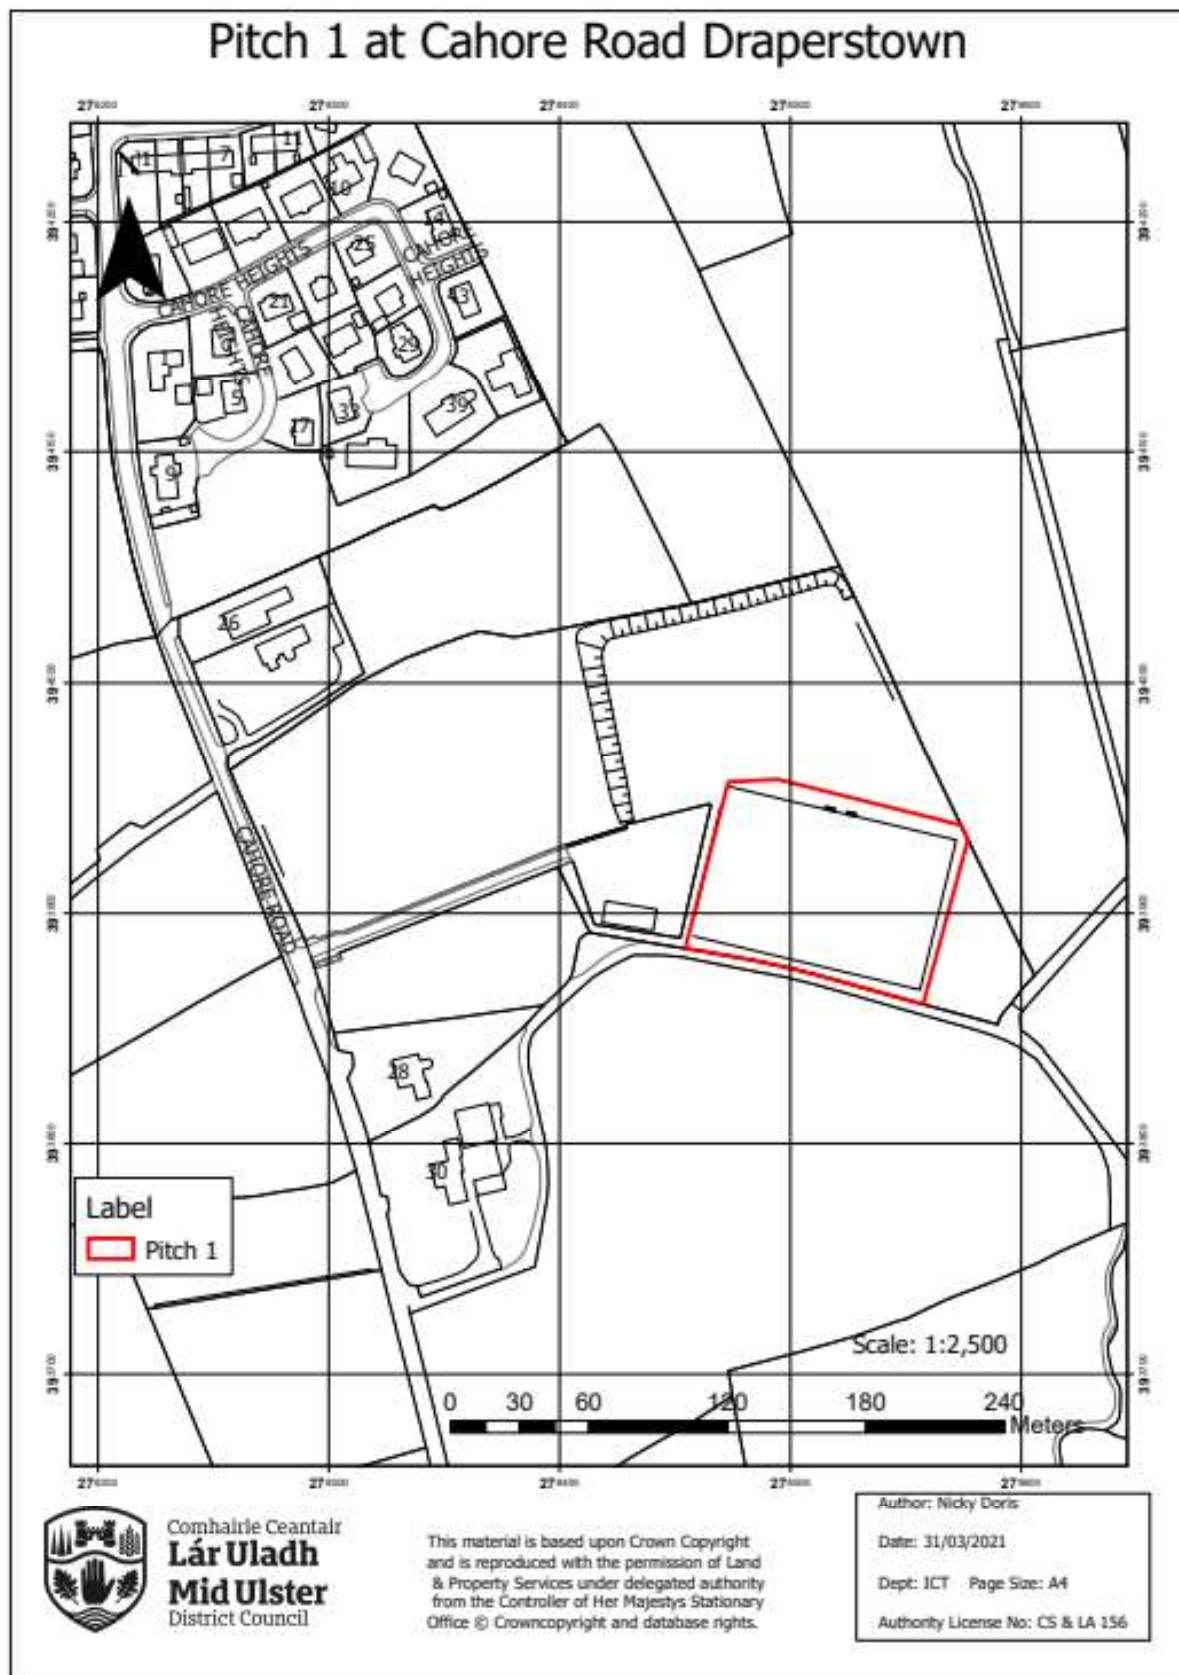 Pitch 1 at Cahore Road Draperstown
11
7
10
25
CAHORE
HEIGHTS
CAHORE HEIGHTS
21
CAHORE
HEIGHTS
29
5
17
33
39
9
26
CAHORE ROAD
28
30
Label
Pitch 1
Scale: 1:2,500
0 30 60 120 180 240
Meters
Comhairle Ceantair
Lár Uladh
Mid Ulster
District Council
This material is based upon Crown Copyright
and is reproduced with the permission of Land
& Property Services under delegated authority
from the Controller of Her Majestys Stationary
Office © Crowncopyright and database rights.
Author: Nicky Doris
Date: 31/03/2021
Dept: ICT Page Size: A4
Authority License No: CS & LA 156